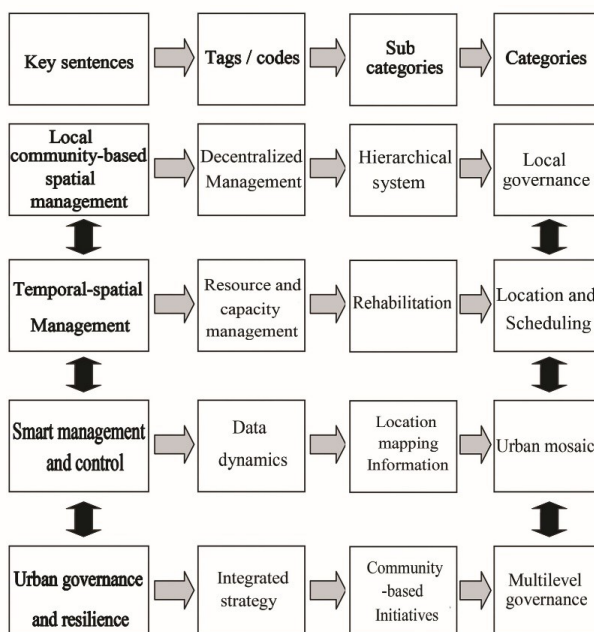 Key sentences
Tags / codes
Sub
categories
Categories
Local
community-based
spatial
management
Decentralized
Management
Hierarchical
system
Local
governance
Temporal-spatial
Management
Resource and
capacity
management
Rehabilitation
Location and
Scheduling
Smart management
and control
Data
dynamics
Location
mapping
Information
Urban mosaic
Urban governance
and resilience
Integrated
strategy
Community
-based
Initiatives
Multilevel
governance